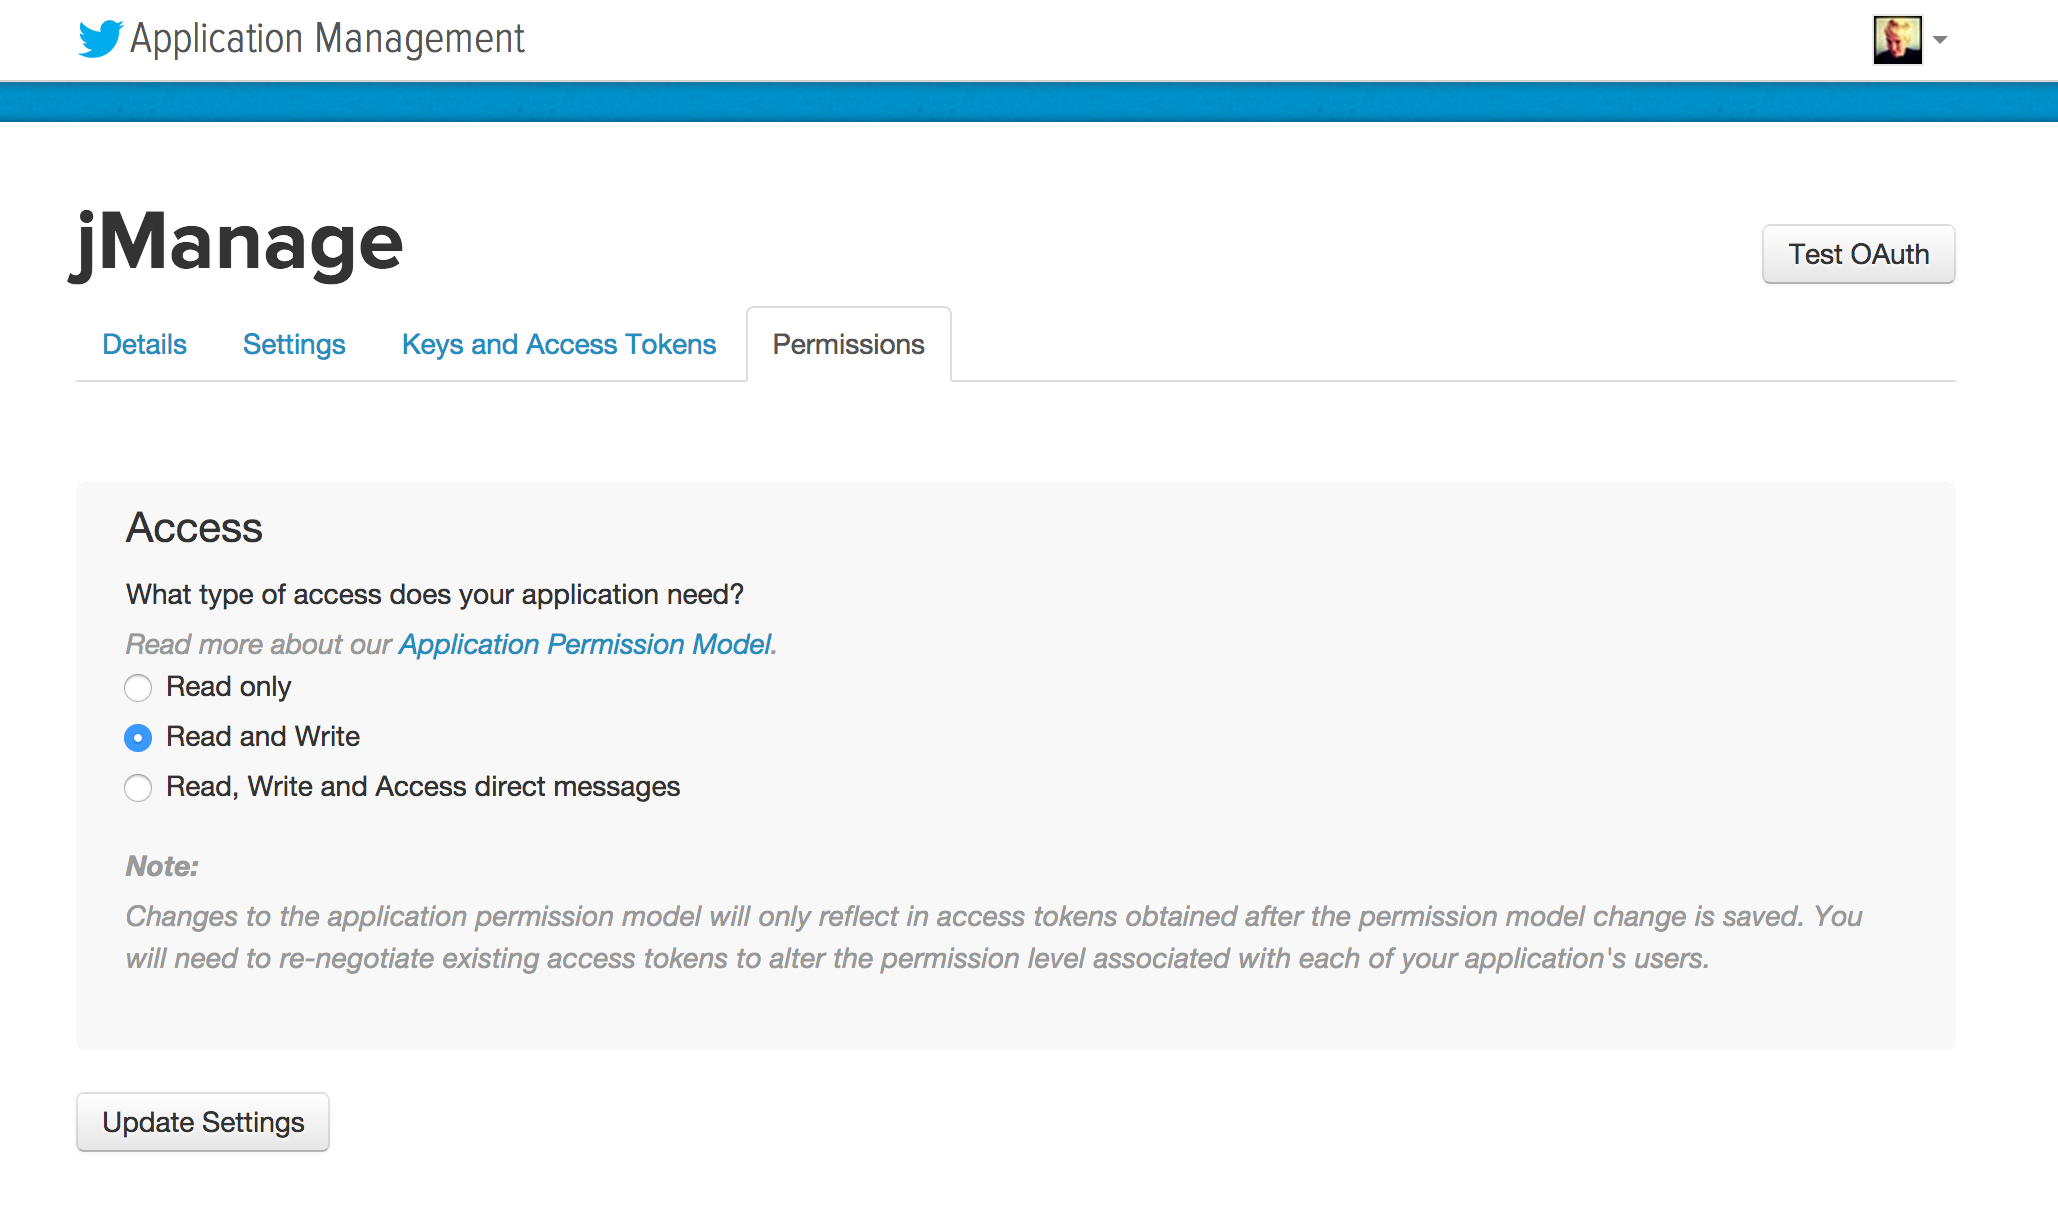 Application Management
jManage
Test OAuth
Details Settings Keys and Access Tokens Permissions
Access
What type of access does your application need?
Read more about our Application Permission Model.
Read only
Read and Write
Read, Write and Access direct messages
Note:
Changes to the application permission model will only reflect in access tokens obtained after the permission model change is saved. You
will need to re-negotiate existing access tokens to alter the permission level associated with each of your application's users.
Update Settings